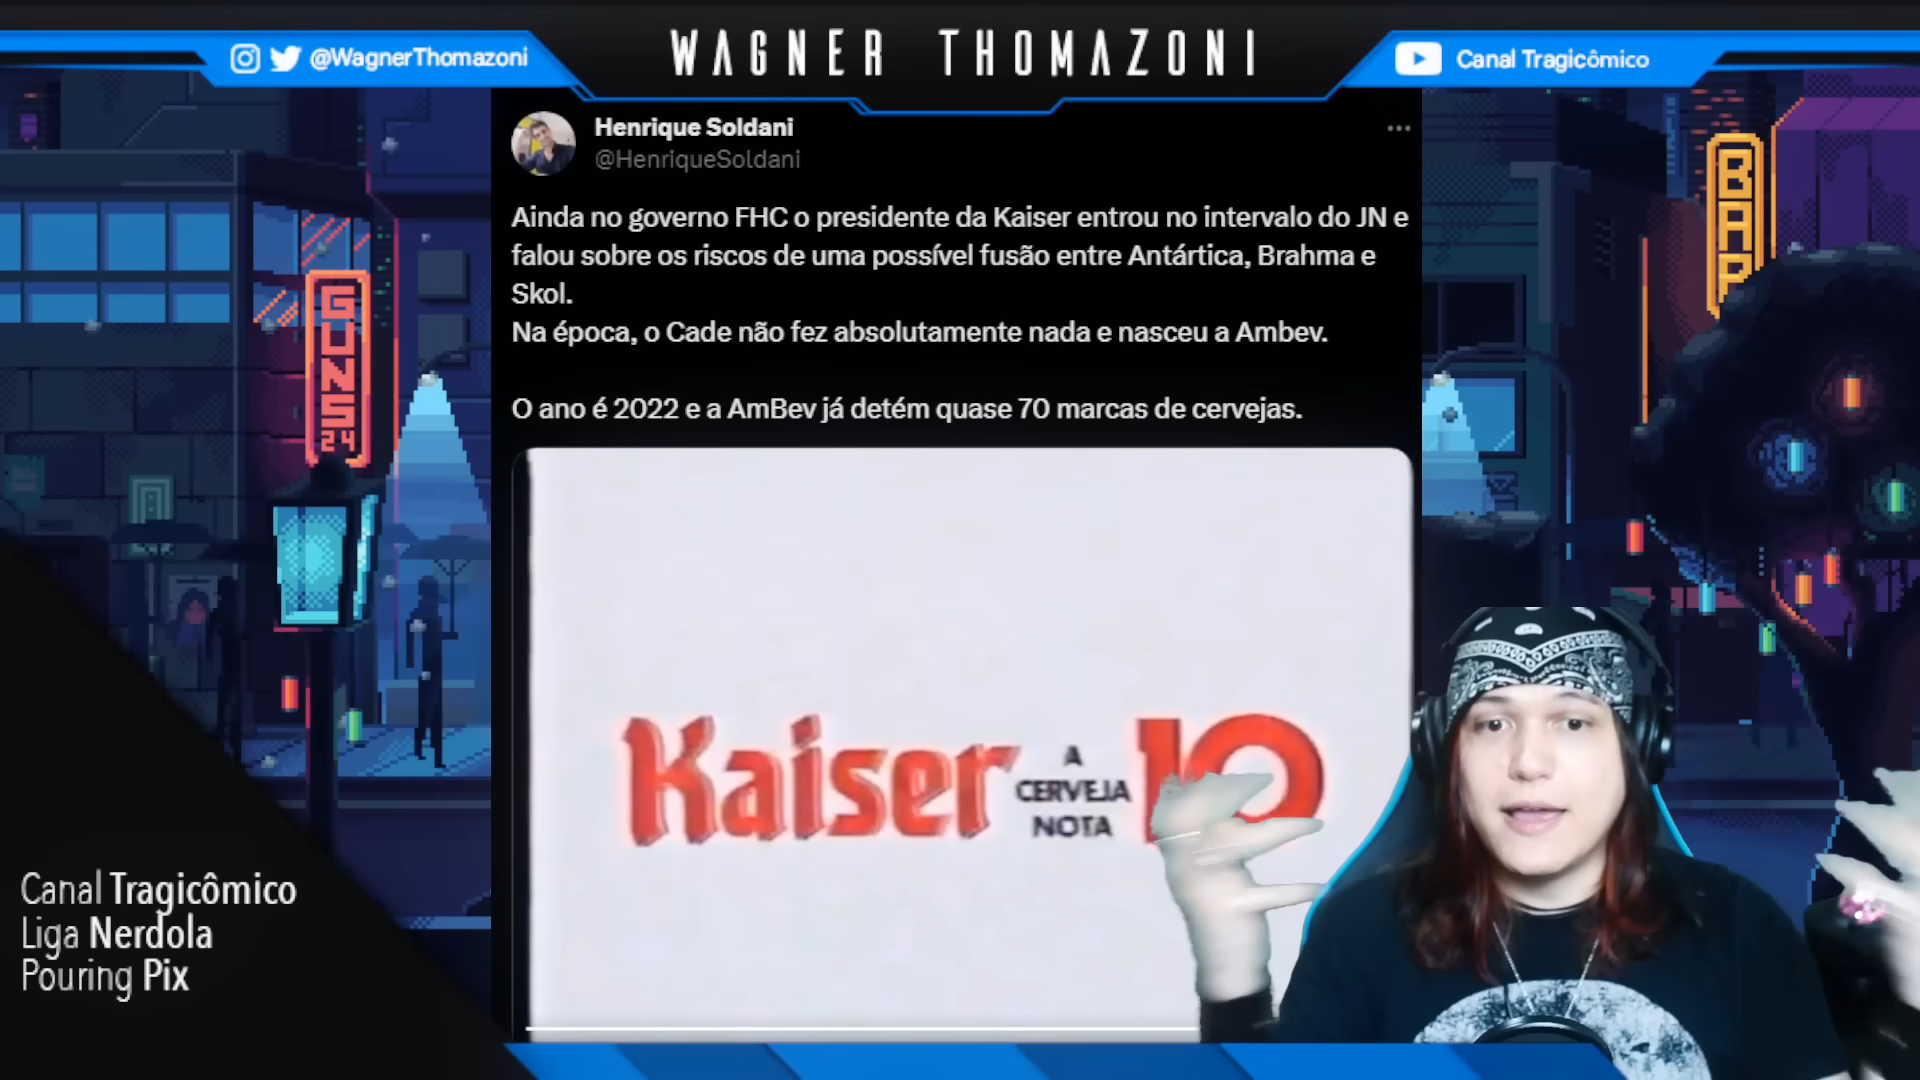 WAGNER THOMAZONI
@WagnerThomazoni
Canal Tragicômico
Henrique Soldani
@HenriqueSoldani
Ainda no governo FHC o presidente da Kaiser entrou no intervalo do JN e
falou sobre os riscos de uma possível fusão entre Antártica, Brahma e
Skol.
Na época, o Cade não fez absolutamente nada e nasceu a Ambev.
O ano é 2022 e a AmBev já detém quase 70 marcas de cervejas.
GUNS
24
BAR
Kaiser
A
CERVEJA
NOTA
10
Canal Tragicômico
Liga Nerdola
Pouring Pix